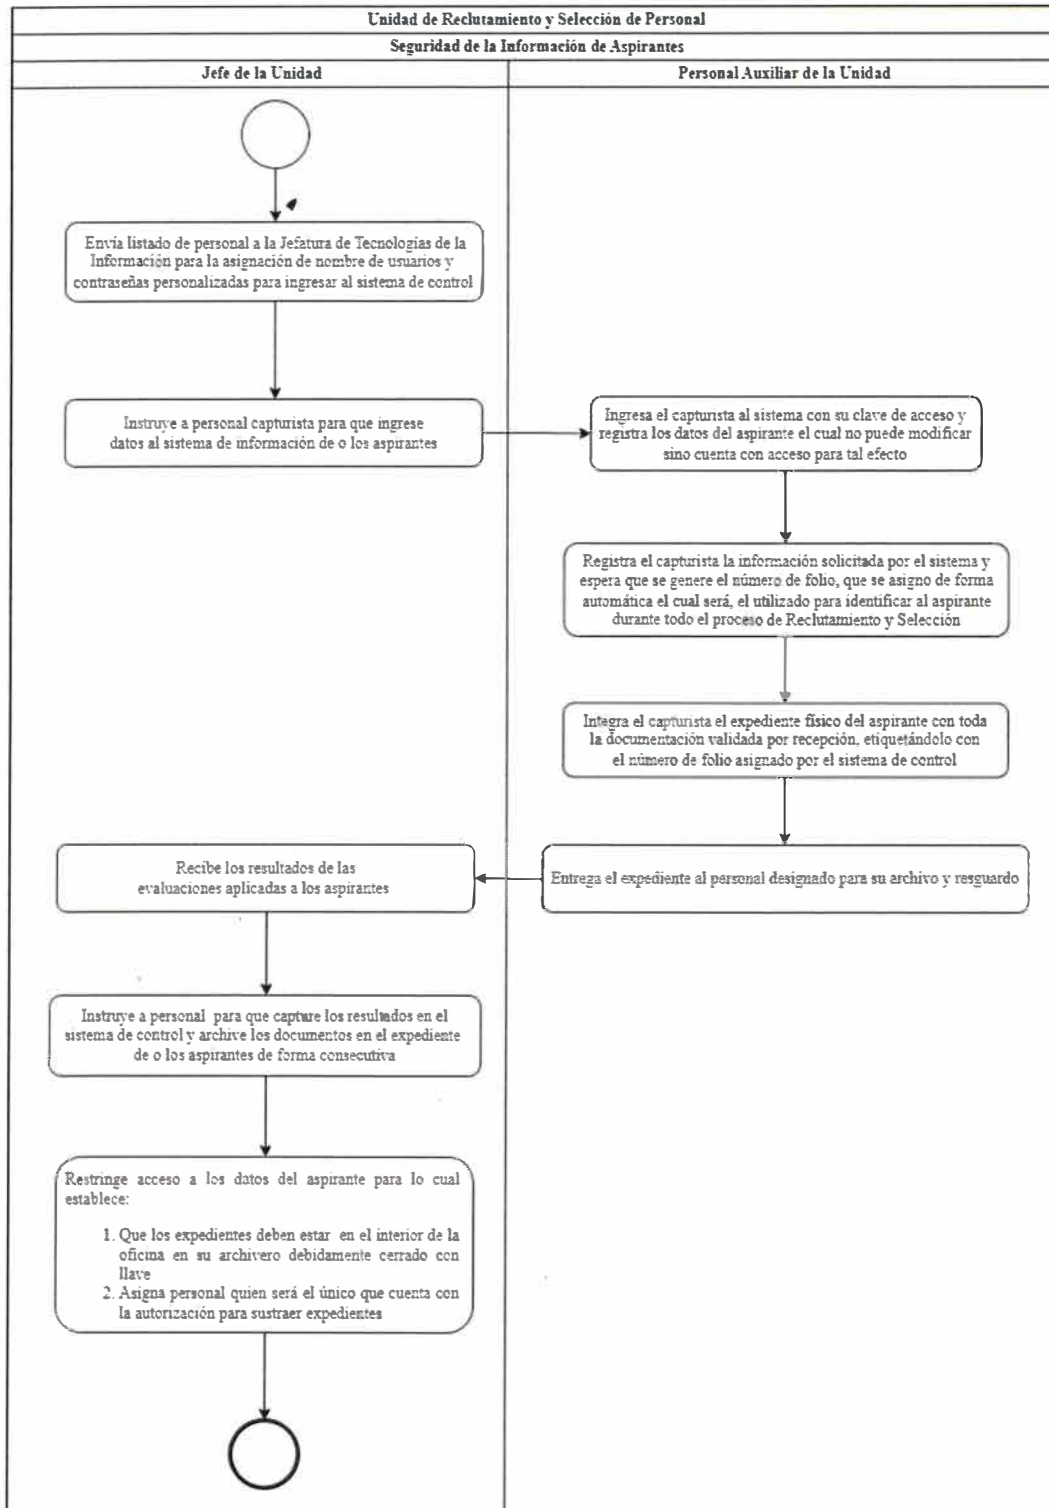 Unidad de Reclutamiento y Selección de Personal
Seguridad de la Información de Aspirantes
Jefe de la Unidad
Personal Auxiliar de la Unidad
Envía listado de personal a la Jefatura de Tecnologías de la
Información para la asignación de nombre de usuarios y
contraseñas personalizadas para ingresar al sistema de control
Instruye a personal capturista para que ingrese
datos al sistema de información de o los aspirantes
Ingresa el capturista al sistema con su clave de acceso y
registra los datos del aspirante el cual no puede modificar
sino cuenta con acceso para tal efecto
Registra el capturista la información solicitada por el sistema y
espera que se genere el número de folio, que se asigno de forma
automática el cual será, el utilizado para identificar al aspirante
durante todo el proceso de Reclutamiento y Selección
Integra el capturista el expediente físico del aspirante con toda
la documentación validada por recepción, etiquetándolo con
el número de folio asignado por el sistema de control
Entrega el expediente al personal designado para su archivo y resguardo
Recibe los resultados de las
evaluaciones aplicadas a los aspirantes
Instruye a personal para que capture los resultados en el
sistema de control y archive los documentos en el expediente
de o los aspirantes de forma consecutiva
Restringe acceso a los datos del aspirante para lo cual
establece:
1. Que los expedientes deben estar en el interior de la
oficina en su archivero debidamente cerrado con
llave
2. Asigna personal quien será el único que cuenta con
la autorización para sustraer expedientes